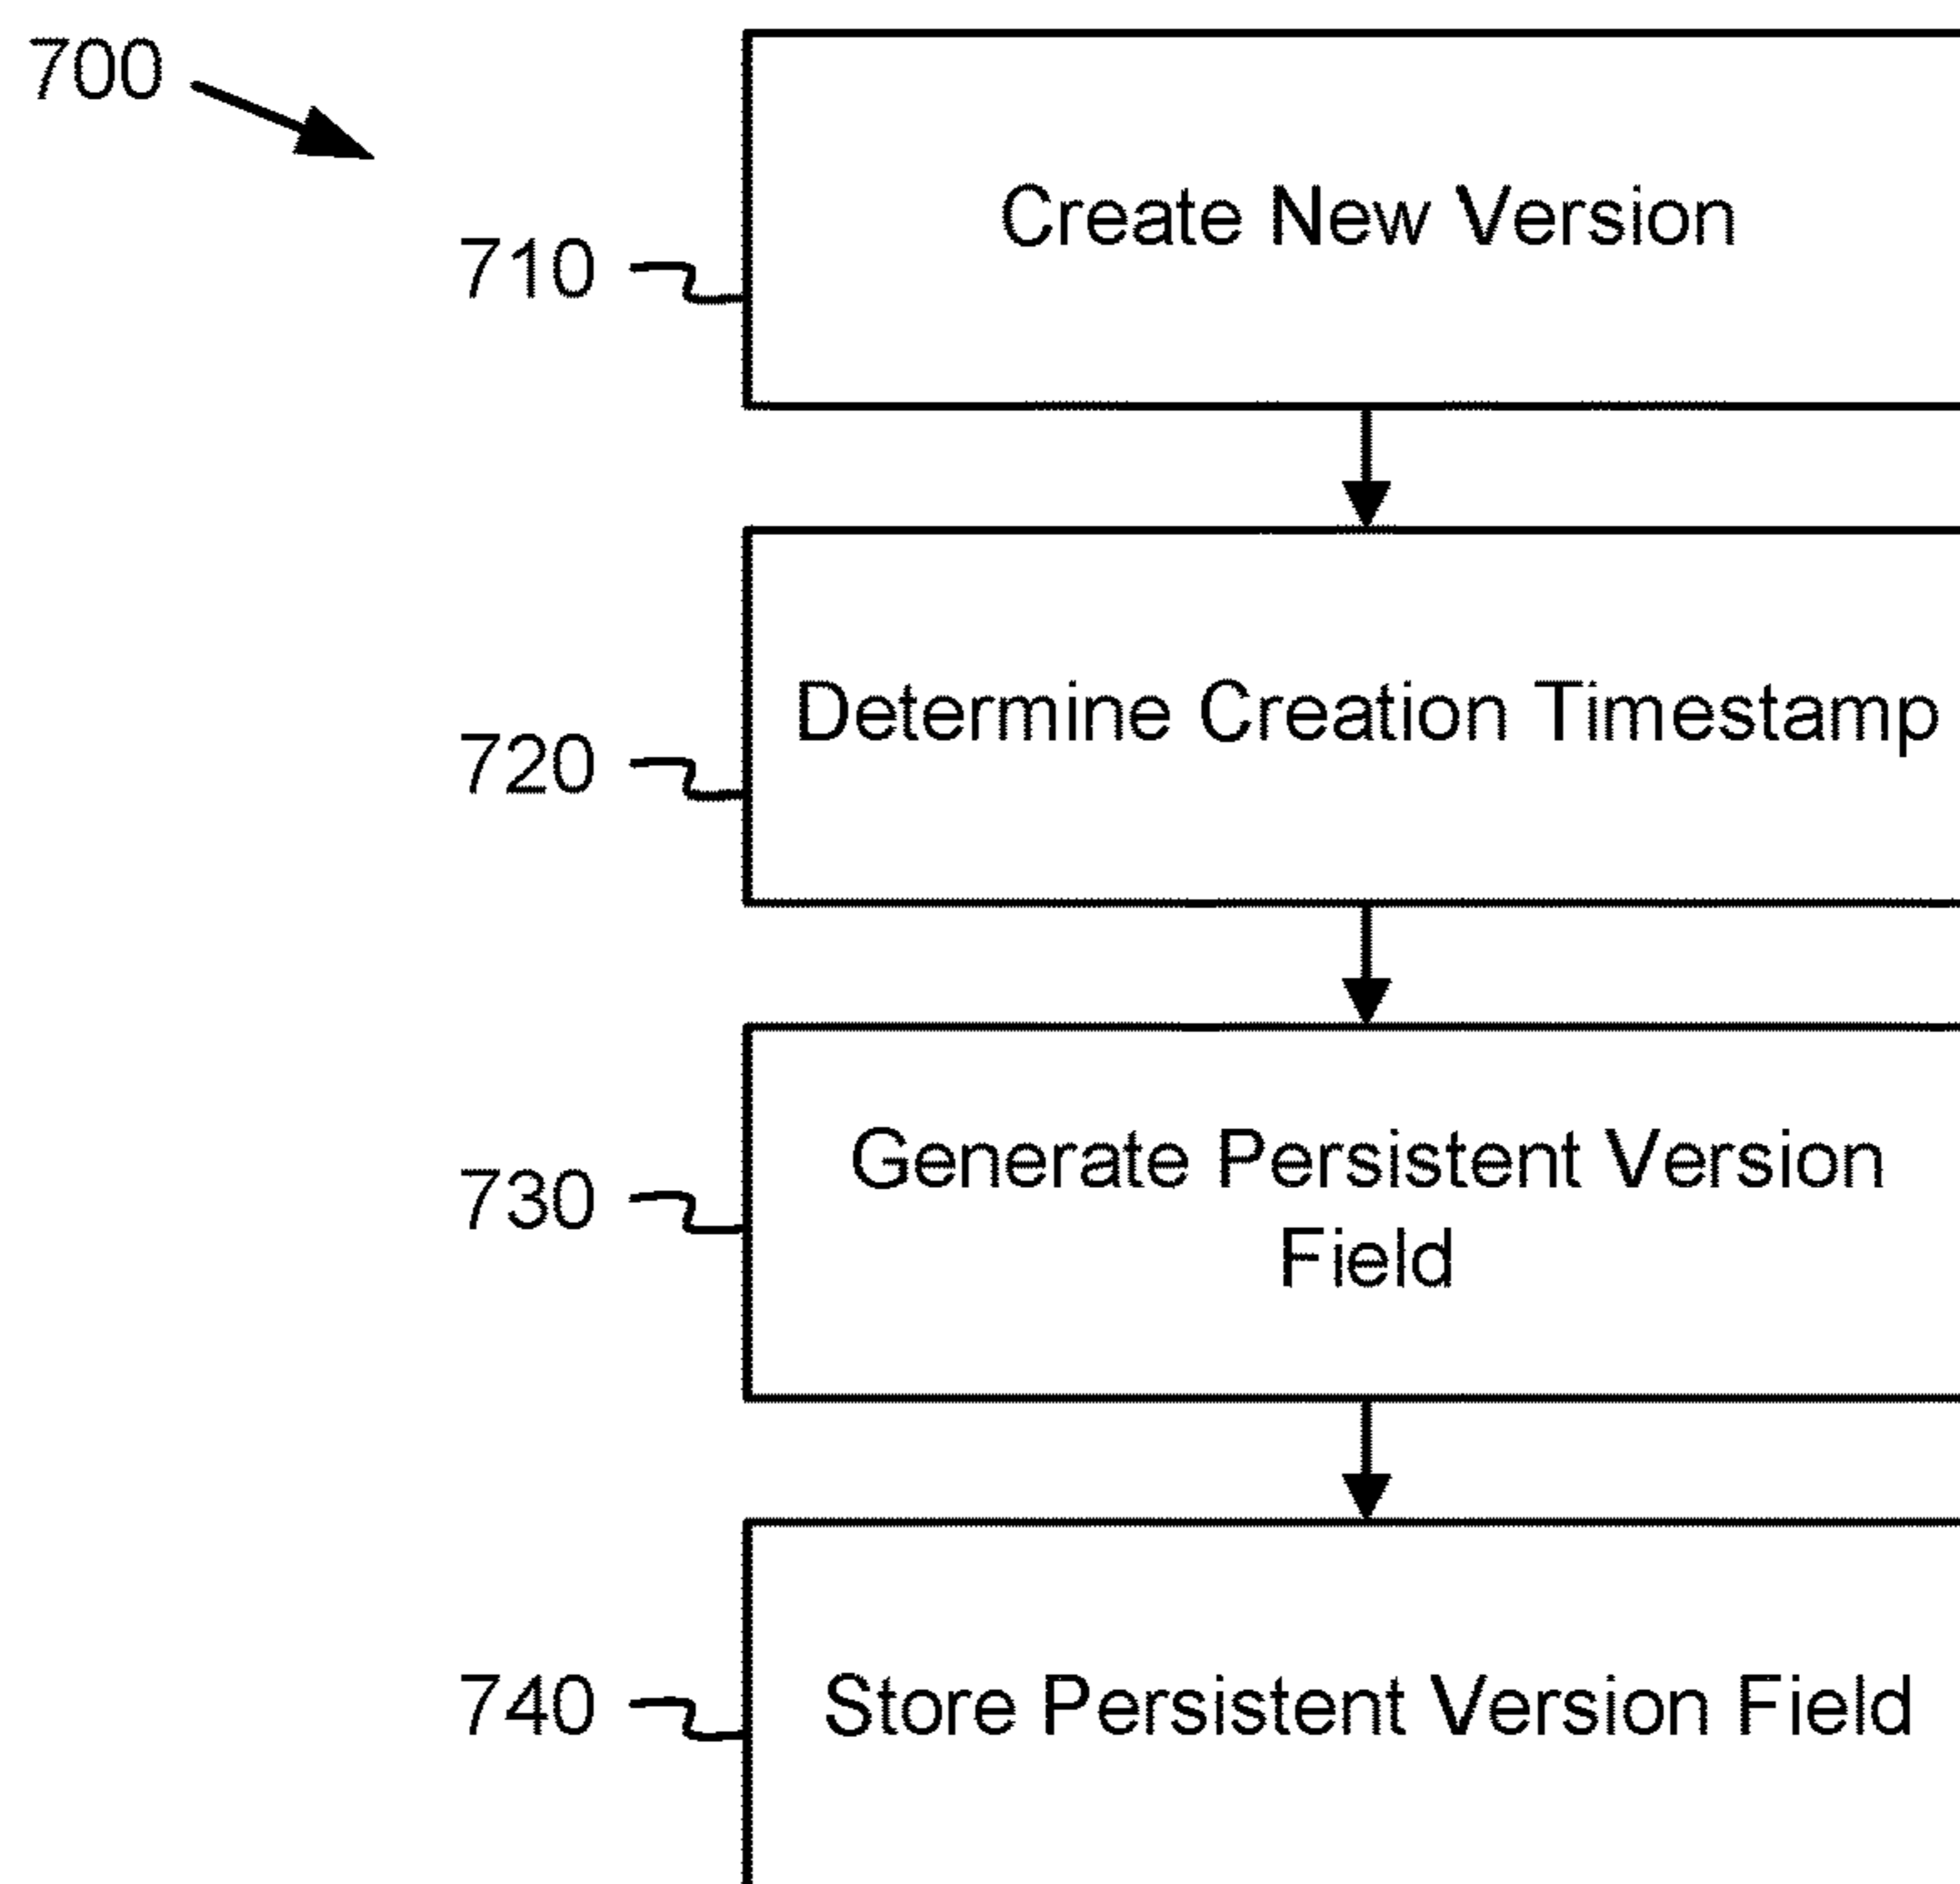 700
710
Create New Version
720
Determine Creation Timestamp
730
Generate Persistent Version
Field
740
Store Persistent Version Field